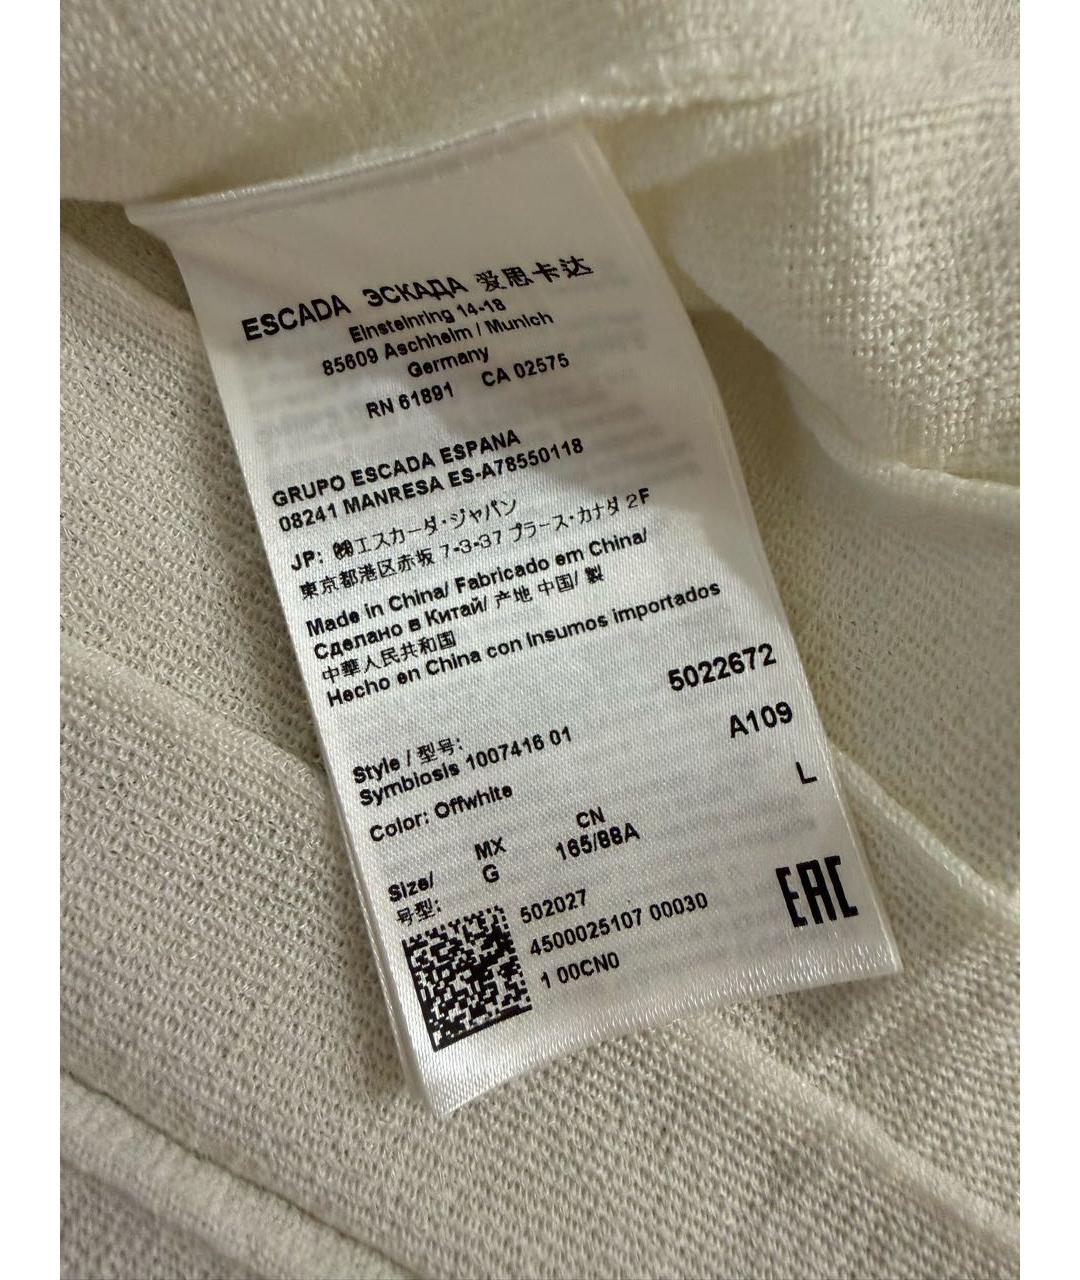 ESCADA ЭСКАДА 爱思卡达
Einsteinring 14-18
85609 Aschheim / Munich
Germany
RN 61891 CA 02575
GRUPO ESCADA ESPANA
08241 MANRESA ES-A78550118
JP: ㈱エスカーダ・ジャパン
東京都港区赤坂 7-3-37 プラース・カナダ 2F
Made in China/ Fabricado em China/
Сделано в Китай/ 产地 中国/ 製
中華人民共和国
Hecho en China con Insumos importados
5022672
Style / 型号:
Symbiosis 1007416 01
A109
Color: Offwhite
L
MX CN
Size/ G 165/88A
号型:
502027
4500025107 00030
1 00CN0
EAC